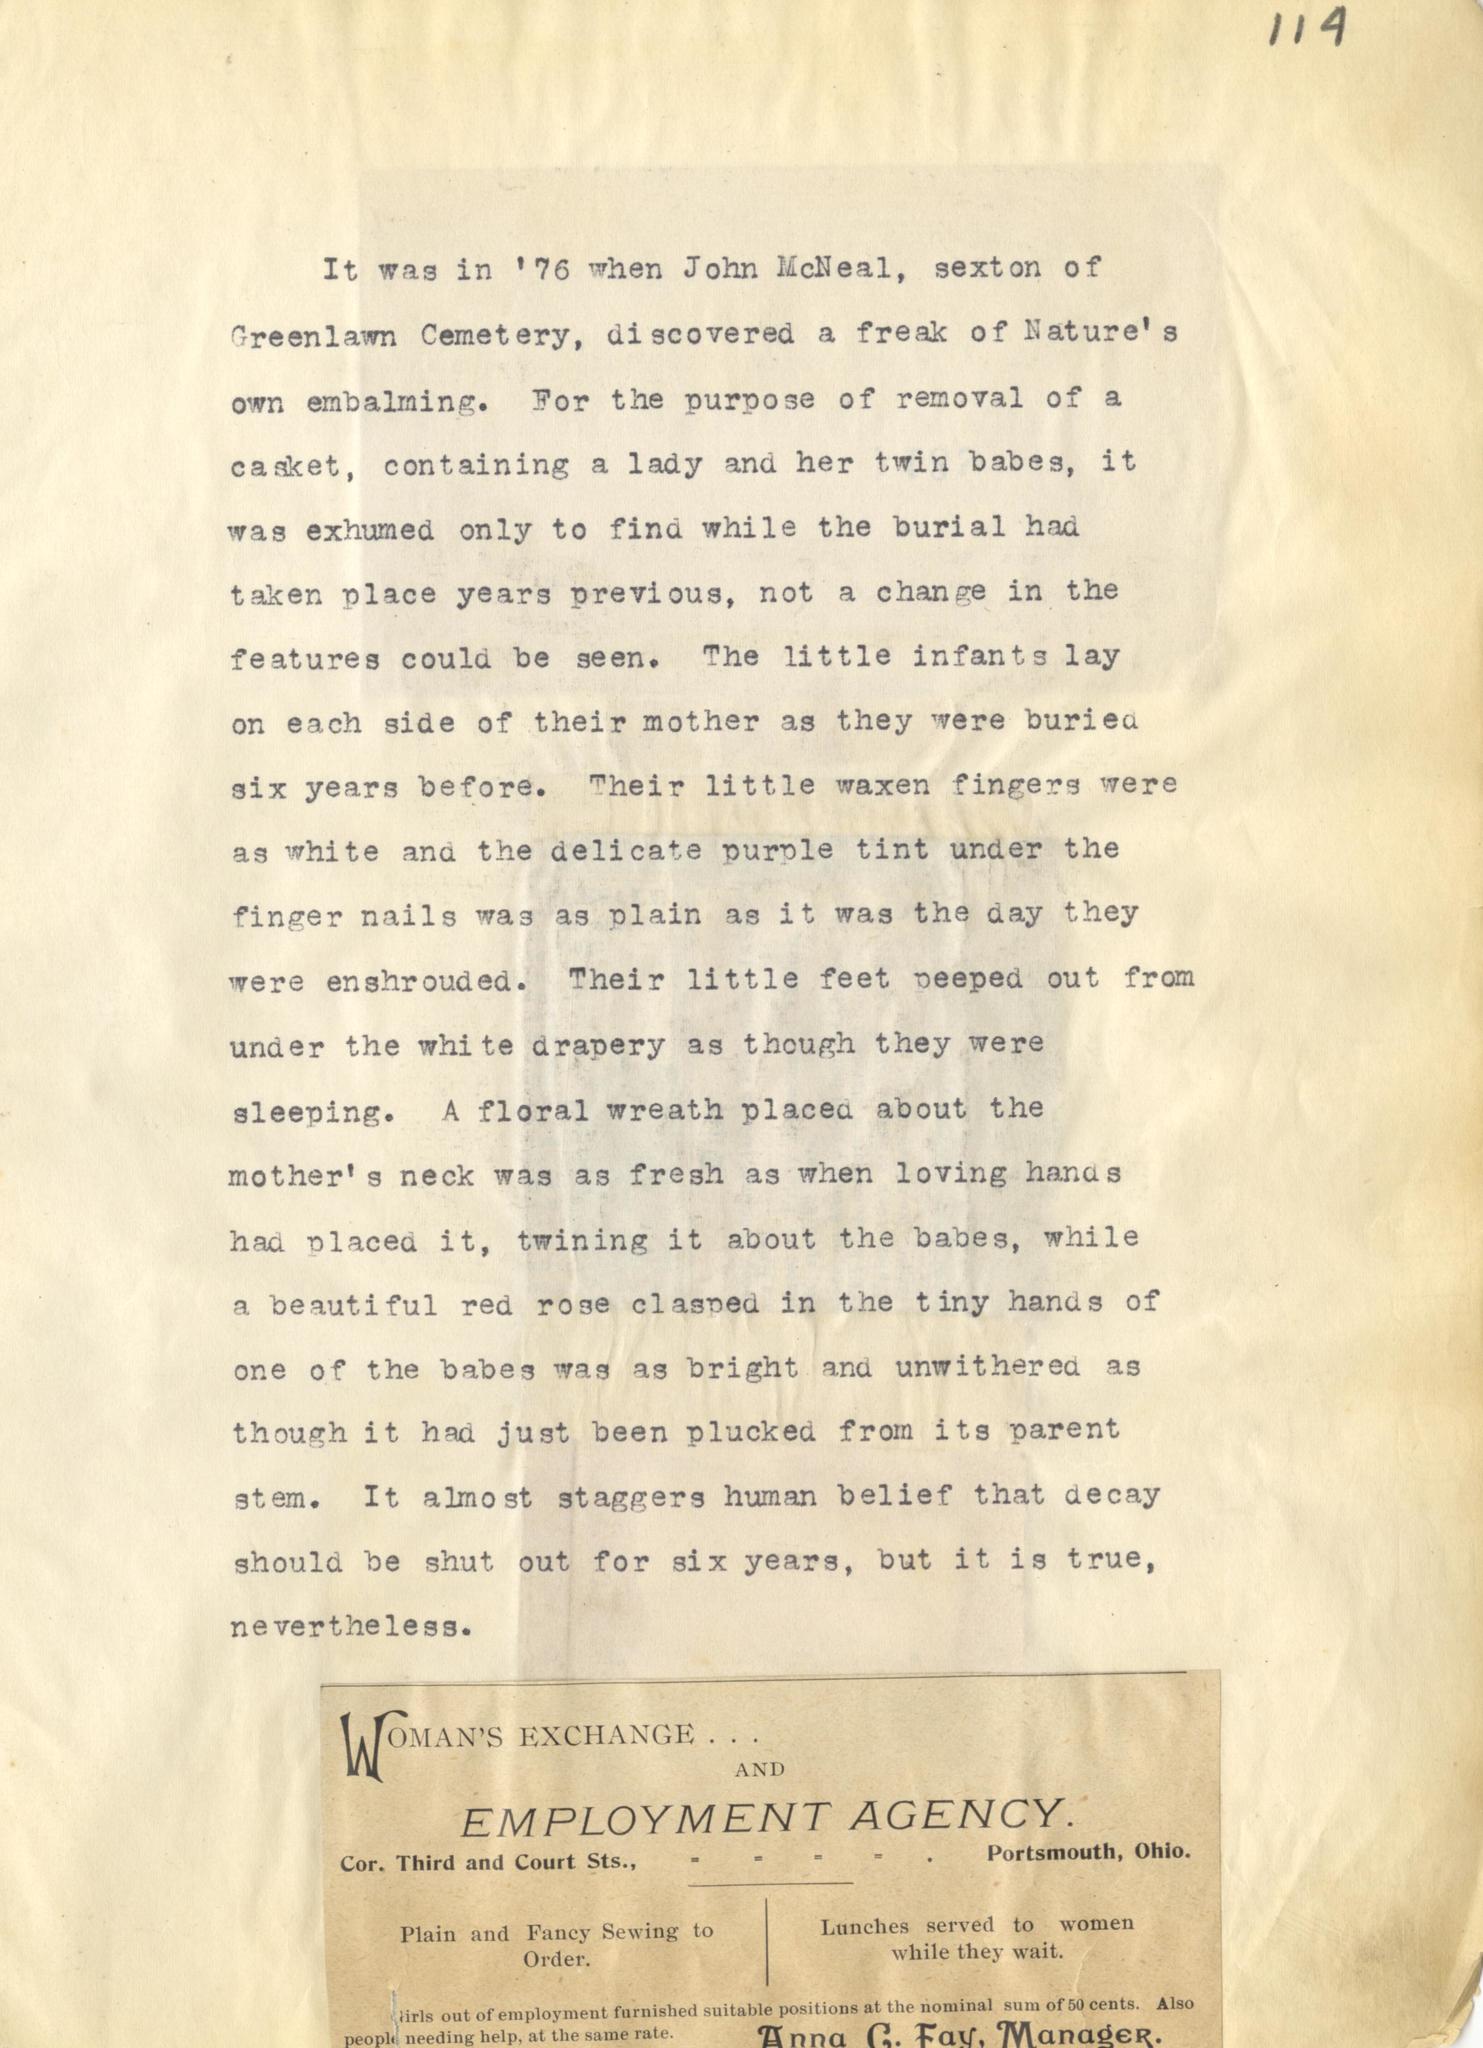 114
It was in '76 when John McNeal, sexton of
Greenlawn Cemetery, discovered a freak of Nature's
own embalming. For the purpose of removal of a
casket, containing a lady and her twin babes, it
was exhumed only to find while the burial had
taken place years previous, not a change in the
features could be seen. The little infants lay
on each side of their mother as they were buried
six years before. Their little waxen fingers were
as white and the delicate purple tint under the
finger nails was as plain as it was the day they
were enshrouded. Their little feet peeped out from
under the white drapery as though they were
sleeping. A floral wreath placed about the
mother's neck was as fresh as when loving hands
had placed it, twining it about the babes, while
a beautiful red rose clasped in the tiny hands of
one of the babes was as bright and unwithered as
though it had just been plucked from its parent
stem. It almost staggers human belief that decay
should be shut out for six years, but it is true,
nevertheless.
WOMAN'S EXCHANGE . . .
AND
EMPLOYMENT AGENCY.
Cor. Third and Court Sts., - - - - . Portsmouth, Ohio.
Plain and Fancy Sewing to
Order.
Lunches served to women
while they wait.
irls out of employment furnished suitable positions at the nominal sum of 50 cents. Also
people needing help, at the same rate. Anna C. Fay, Manager.